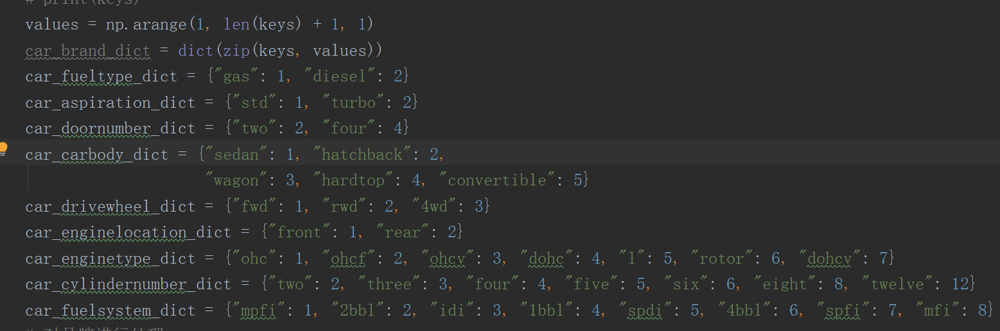 # print(keys)
values = np.arange(1, len(keys) + 1, 1)
car_brand_dict = dict(zip(keys, values))
car_fueltype_dict = {"gas": 1, "diesel": 2}
car_aspiration_dict = {"std": 1, "turbo": 2}
car_doornumber_dict = {"two": 2, "four": 4}
car_carbody_dict = {"sedan": 1, "hatchback": 2,
"wagon": 3, "hardtop": 4, "convertible": 5}
car_drivewheel_dict = {"fwd": 1, "rwd": 2, "4wd": 3}
car_enginelocation_dict = {"front": 1, "rear": 2}
car_enginetype_dict = {"ohc": 1, "ohcf": 2, "ohcv": 3, "dohc": 4, "l": 5, "rotor": 6, "dohcv": 7}
car_cylindernumber_dict = {"two": 2, "three": 3, "four": 4, "five": 5, "six": 6, "eight": 8, "twelve": 12}
car_fuelsystem_dict = {"mpfi": 1, "2bbl": 2, "idi": 3, "1bbl": 4, "spdi": 5, "4bbl": 6, "spfi": 7, "mfi": 8}